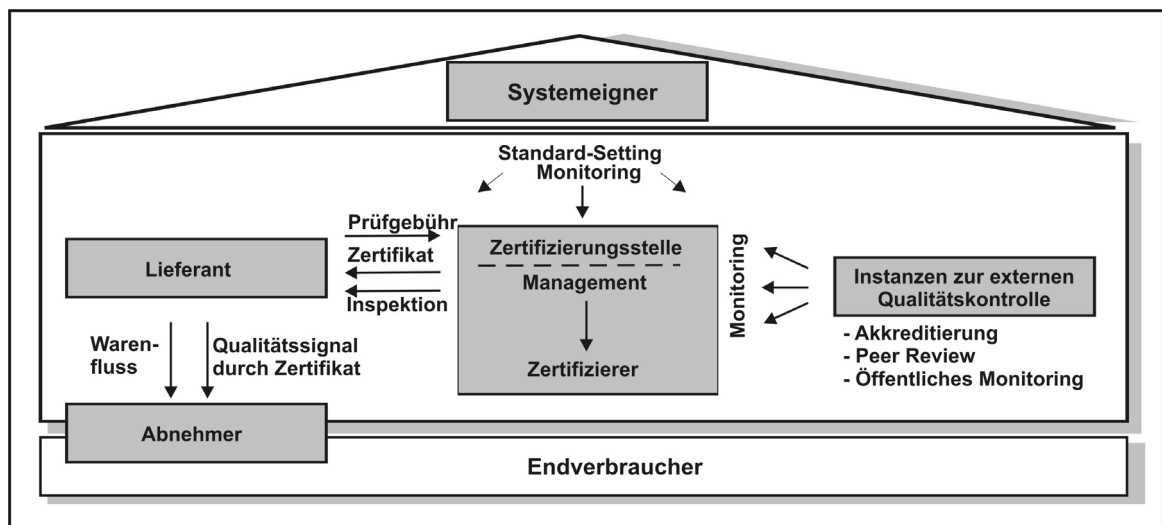 Systemeigner
Standard-Setting
Monitoring
Prüfgebühr
Zertifikat
Inspektion
Lieferant
Zertifizierungsstelle
Management
Zertifizierer
Monitoring
Instanzen zur externen
Qualitätskontrolle
- Akkreditierung
- Peer Review
- Öffentliches Monitoring
Waren-
fluss
Qualitätssignal
durch Zertifikat
Abnehmer
Endverbraucher